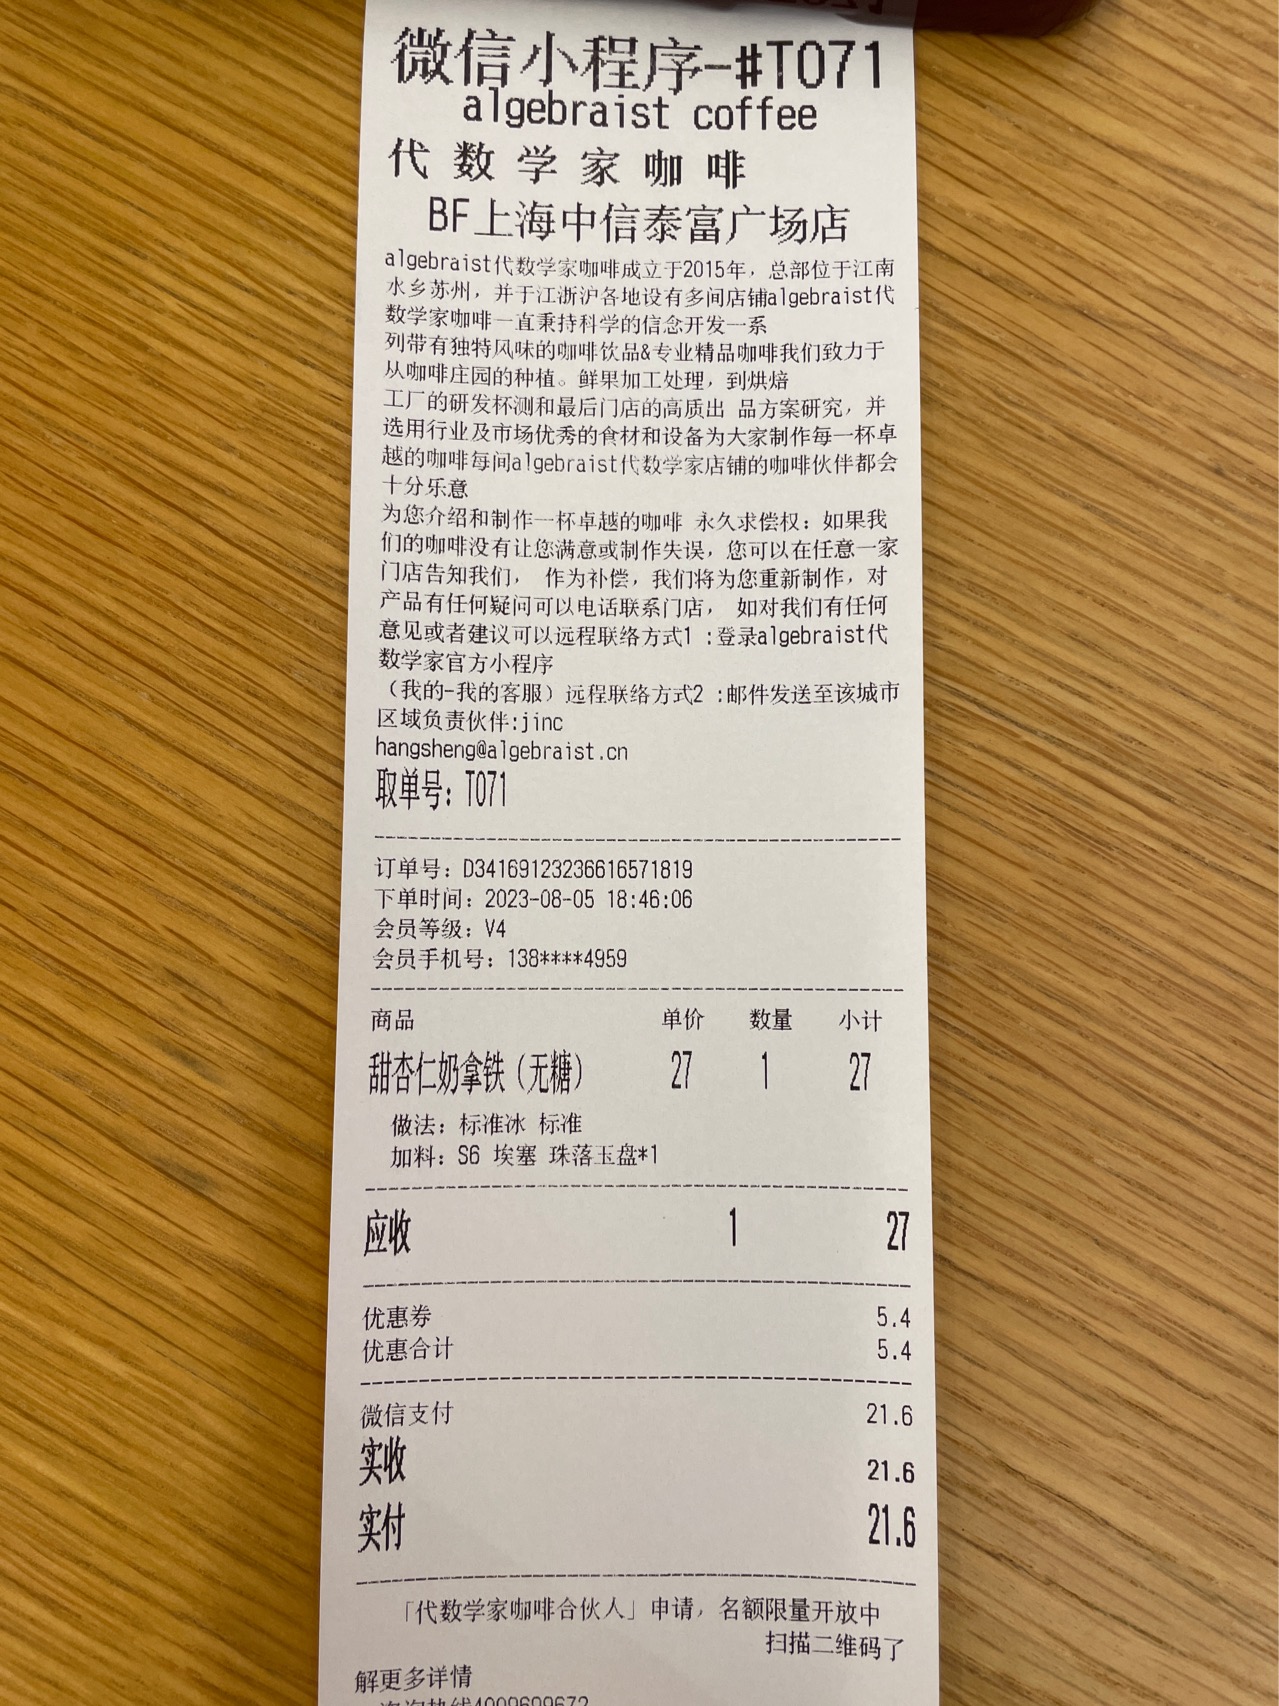 微信小程序-#T071
algebraist coffee
代数学家咖啡
BF上海中信泰富广场店
algebraist代数学家咖啡成立于2015年，总部位于江南
水乡苏州，并于江浙沪各地设有多间店铺algebraist代
数学家咖啡一直秉持科学的信念开发一系
列带有独特风味的咖啡饮品&专业精品咖啡我们致力于
从咖啡庄园的种植。鲜果加工处理，到烘焙
工厂的研发杯测和最后门店的高质出 品方案研究，并
选用行业及市场优秀的食材和设备为大家制作每一杯卓
越的咖啡每间algebraist代数学家店铺的咖啡伙伴都会
十分乐意
为您介绍和制作一杯卓越的咖啡 永久求偿权：如果我
们的咖啡没有让您满意或制作失误，您可以在任意一家
门店告知我们， 作为补偿，我们将为您重新制作，对
产品有任何疑问可以电话联系门店， 如对我们有任何
意见或者建议可以远程联络方式1 :登录algebraist代
数学家官方小程序
（我的-我的客服）远程联络方式2 :邮件发送至该城市
区域负责伙伴:jinc
hangsheng@algebraist.cn
取单号：T071
订单号：D341691232366165718​19
下单时间：2023-08-05 18:46:06
会员等级：V4
会员手机号：138****4959
商品 单价 数量 小计
甜杏仁奶拿铁（无糖） 27 1 27
做法：标准冰 标准
加料：S6 埃塞 珠落玉盘*1
应收 1 27
优惠券 5.4
优惠合计 5.4
微信支付 21.6
实收 21.6
实付 21.6
「代数学家咖啡合伙人」申请，名额限量开放中
扫描二维码了
解更多详情
咨询热线4009699672